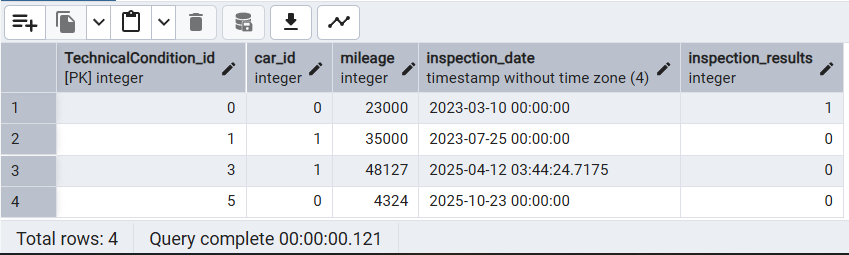 TechnicalCondition_id car_id mileage inspection_date inspection_results
[PK] integer integer integer timestamp without time zone (4) integer
1 0 0 23000 2023-03-10 00:00:00 1
2 1 1 35000 2023-07-25 00:00:00 0
3 3 1 48127 2025-04-12 03:44:24.7175 0
4 5 0 4324 2025-10-23 00:00:00 0
Total rows: 4 Query complete 00:00:00.121